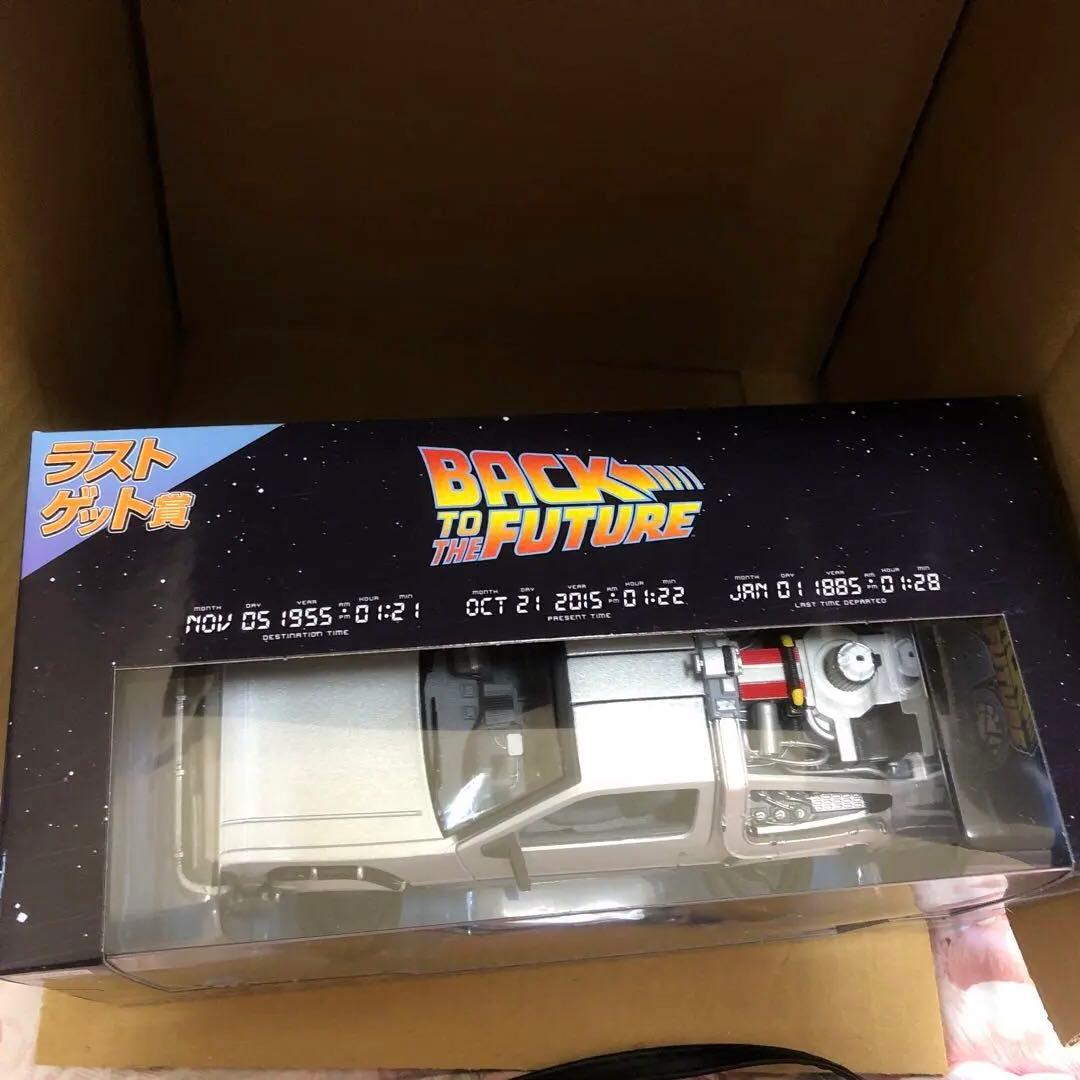 ラスト
ゲット賞
BACK
TO THE FUTURE
MONTH DAY YEAR AM HOUR MIN
NOV 05 1955 PM 01:21
DESTINATION TIME
MONTH DAY YEAR AM HOUR MIN
OCT 21 2015 PM 01:22
PRESENT TIME
MONTH DAY YEAR AM HOUR MIN
JAN 01 1885 PM 01:28
LAST TIME DEPARTED